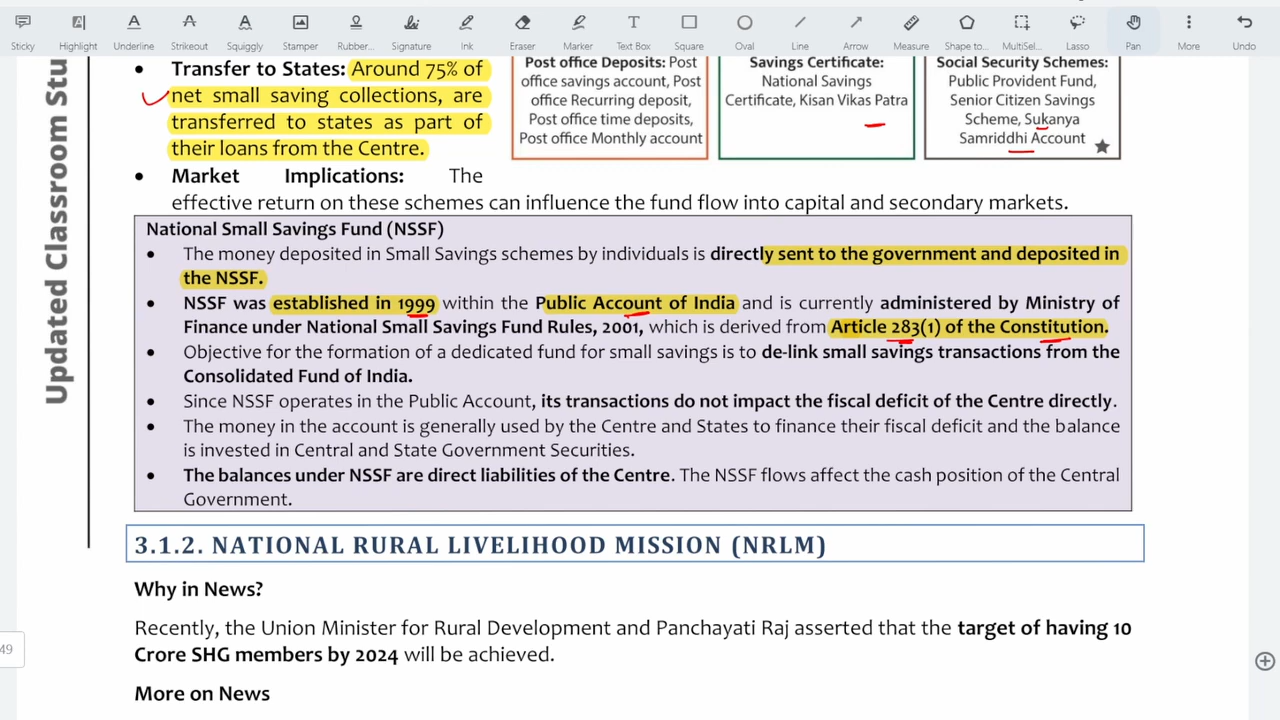 Sticky
Highlight
Underline
Strikeout
Squiggly
Stamper
Rubber...
Signature
Ink
Eraser
Marker
Text Box
Square
Oval
Line
Arrow
Measure
Shape to...
MultiSel...
Lasso
Pan
More
Undo
Updated Classroom Stu
• Transfer to States: Around 75% of
net small saving collections, are
transferred to states as part of
their loans from the Centre.
Post office Deposits: Post
office savings account, Post
office Recurring deposit,
Post office time deposits,
Post office Monthly account
Savings Certificate:
National Savings
Certificate, Kisan Vikas Patra
Social Security Schemes:
Public Provident Fund,
Senior Citizen Savings
Scheme, Sukanya
Samriddhi Account
• Market Implications: The
effective return on these schemes can influence the fund flow into capital and secondary markets.
National Small Savings Fund (NSSF)
• The money deposited in Small Savings schemes by individuals is directly sent to the government and deposited in
the NSSF.
• NSSF was established in 1999 within the Public Account of India and is currently administered by Ministry of
Finance under National Small Savings Fund Rules, 2001, which is derived from Article 283(1) of the Constitution.
• Objective for the formation of a dedicated fund for small savings is to de-link small savings transactions from the
Consolidated Fund of India.
• Since NSSF operates in the Public Account, its transactions do not impact the fiscal deficit of the Centre directly.
• The money in the account is generally used by the Centre and States to finance their fiscal deficit and the balance
is invested in Central and State Government Securities.
• The balances under NSSF are direct liabilities of the Centre. The NSSF flows affect the cash position of the Central
Government.
3.1.2. NATIONAL RURAL LIVELIHOOD MISSION (NRLM)
Why in News?
Recently, the Union Minister for Rural Development and Panchayati Raj asserted that the target of having 10
Crore SHG members by 2024 will be achieved.
49
More on News